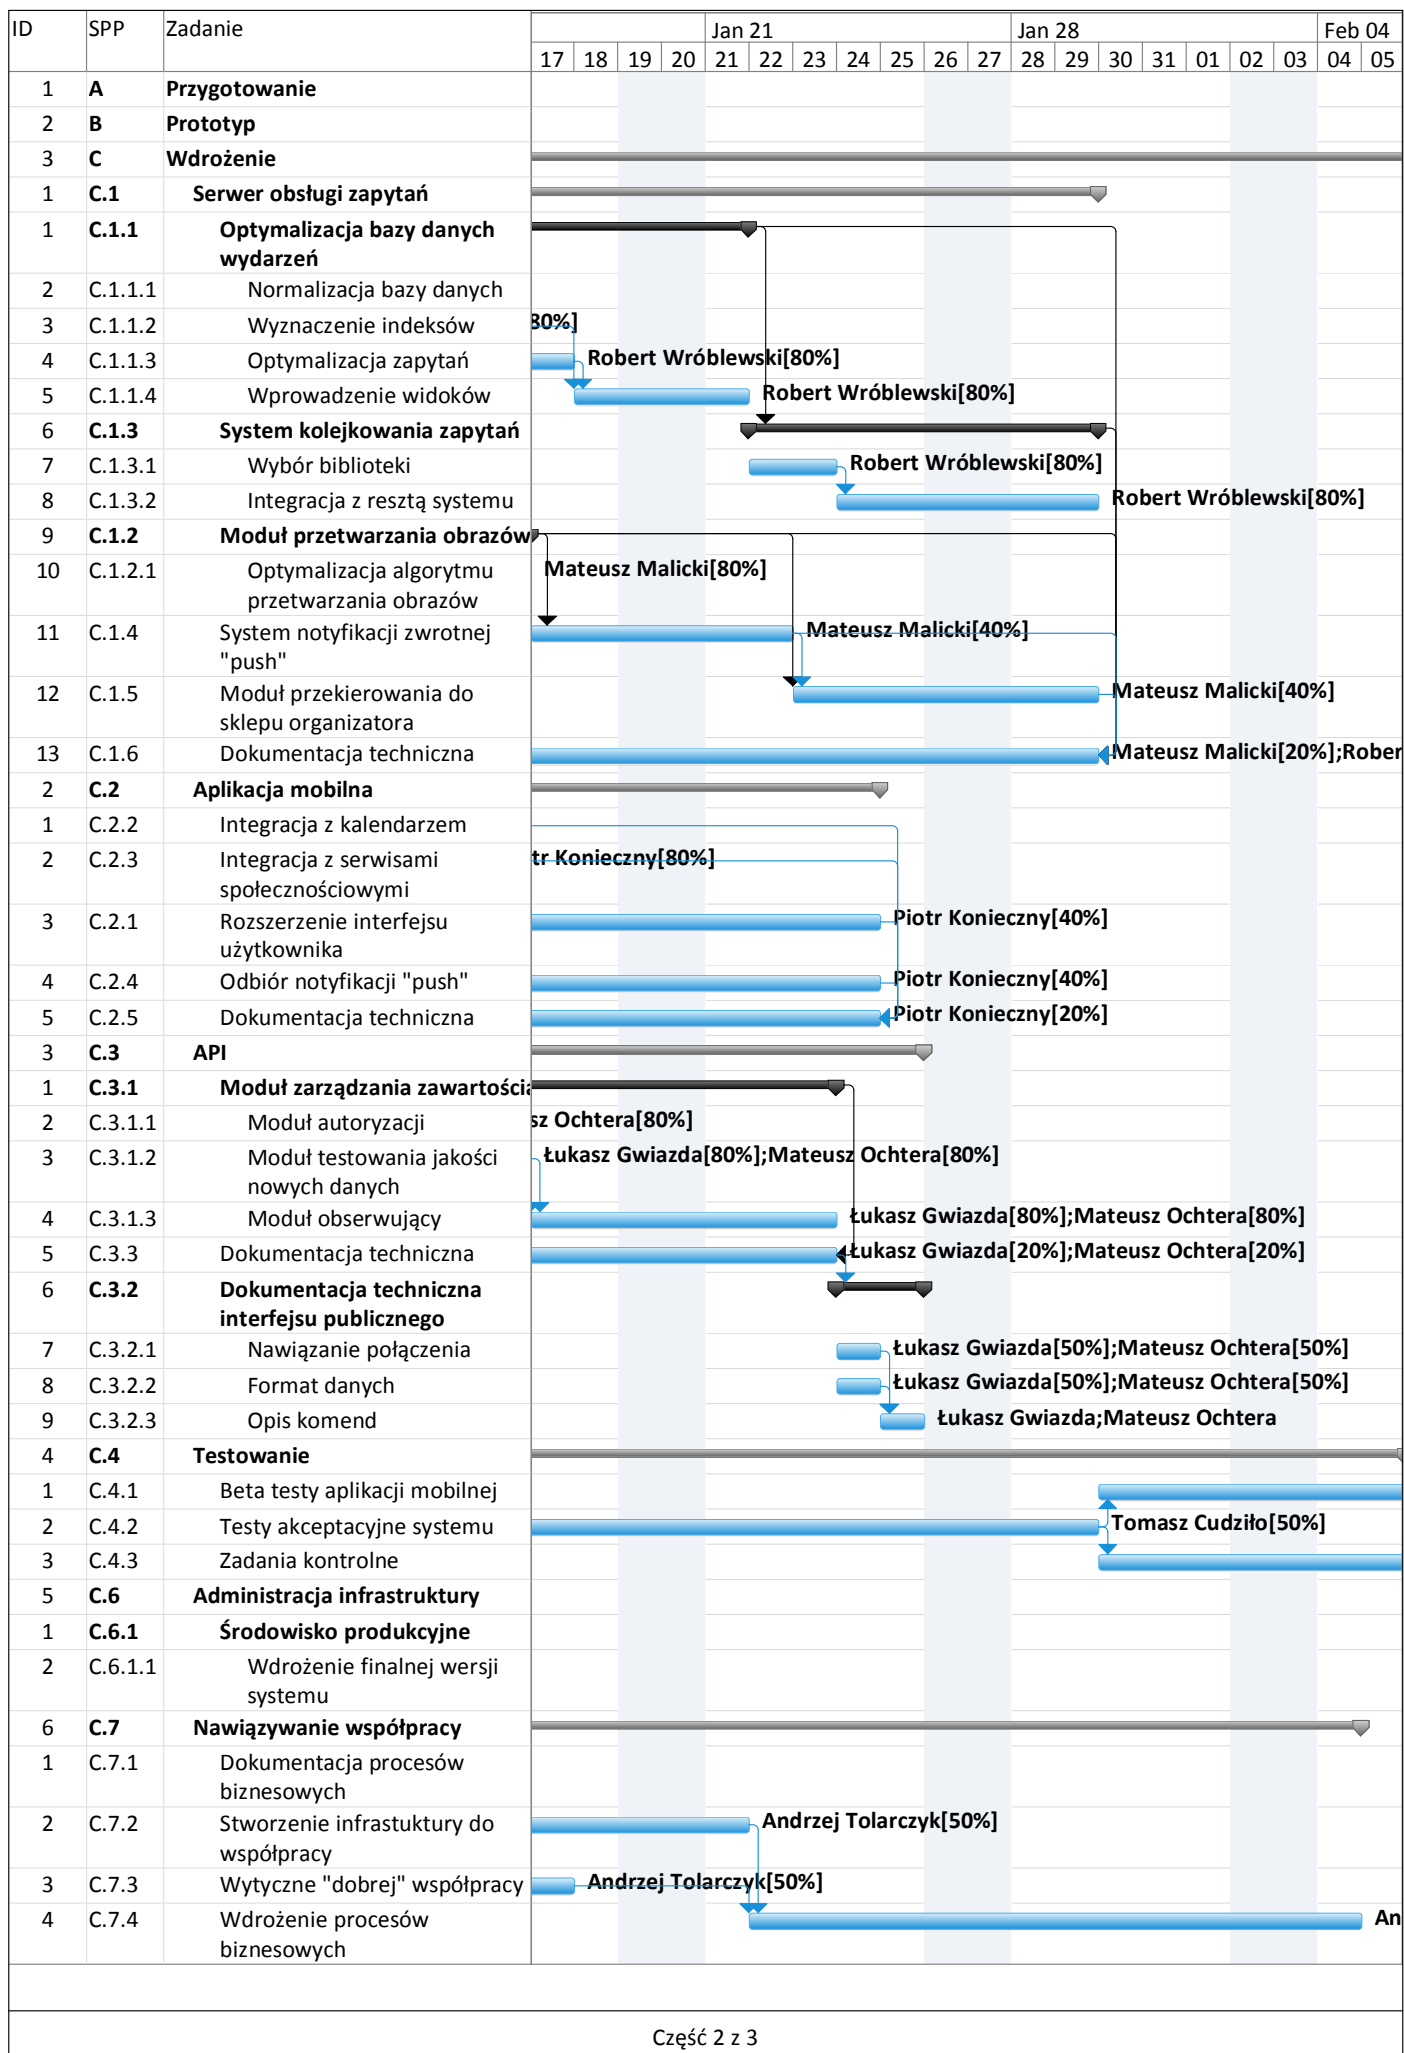 ID SPP Zadanie Jan 21 Jan 28 Feb 04
17 18 19 20 21 22 23 24 25 26 27 28 29 30 31 01 02 03 04 05
1 A Przygotowanie
2 B Prototyp
3 C Wdrożenie
1 C.1 Serwer obsługi zapytań
1 C.1.1 Optymalizacja bazy danych
wydarzeń
2 C.1.1.1 Normalizacja bazy danych
3 C.1.1.2 Wyznaczenie indeksów 80%]
4 C.1.1.3 Optymalizacja zapytań Robert Wróblewski[80%]
5 C.1.1.4 Wprowadzenie widoków Robert Wróblewski[80%]
6 C.1.3 System kolejkowania zapytań
7 C.1.3.1 Wybór biblioteki Robert Wróblewski[80%]
8 C.1.3.2 Integracja z resztą systemu Robert Wróblewski[80%]
9 C.1.2 Moduł przetwarzania obrazów
10 C.1.2.1 Optymalizacja algorytmu Mateusz Malicki[80%]
przetwarzania obrazów
11 C.1.4 System notyfikacji zwrotnej Mateusz Malicki[40%]
"push"
12 C.1.5 Moduł przekierowania do Mateusz Malicki[40%]
sklepu organizatora
13 C.1.6 Dokumentacja techniczna Mateusz Malicki[20%];Rober
2 C.2 Aplikacja mobilna
1 C.2.2 Integracja z kalendarzem
2 C.2.3 Integracja z serwisami tr Konieczny[80%]
społecznościowymi
3 C.2.1 Rozszerzenie interfejsu Piotr Konieczny[40%]
użytkownika
4 C.2.4 Odbiór notyfikacji "push" Piotr Konieczny[40%]
5 C.2.5 Dokumentacja techniczna Piotr Konieczny[20%]
3 C.3 API
1 C.3.1 Moduł zarządzania zawartścią
2 C.3.1.1 Moduł autoryzacji sz Ochtera[80%]
3 C.3.1.2 Moduł testowania jakości Łukasz Gwiazda[80%];Mateusz Ochtera[80%]
nowych danych
4 C.3.1.3 Moduł obserwujący Łukasz Gwiazda[80%];Mateusz Ochtera[80%]
5 C.3.3 Dokumentacja techniczna Łukasz Gwiazda[20%];Mateusz Ochtera[20%]
6 C.3.2 Dokumentacja techniczna
interfejsu publicznego
7 C.3.2.1 Nawiązanie połączenia Łukasz Gwiazda[50%];Mateusz Ochtera[50%]
8 C.3.2.2 Format danych Łukasz Gwiazda[50%];Mateusz Ochtera[50%]
9 C.3.2.3 Opis komend Łukasz Gwiazda;Mateusz Ochtera
4 C.4 Testowanie
1 C.4.1 Beta testy aplikacji mobilnej
2 C.4.2 Testy akceptacyjne systemu Tomasz Cudziło[50%]
3 C.4.3 Zadania kontrolne
5 C.6 Administracja infrastruktury
1 C.6.1 Środowisko produkcyjne
2 C.6.1.1 Wdrożenie finalnej wersji
systemu
6 C.7 Nawiązywanie współpracy
1 C.7.1 Dokumentacja procesów
biznesowych
2 C.7.2 Stworzenie infrastuktury do Andrzej Tolarczyk[50%]
współpracy
3 C.7.3 Wytyczne "dobrej" współpracy Andrzej Tolarczyk[50%]
4 C.7.4 Wdrożenie procesów An
biznesowych
Część 2 z 3